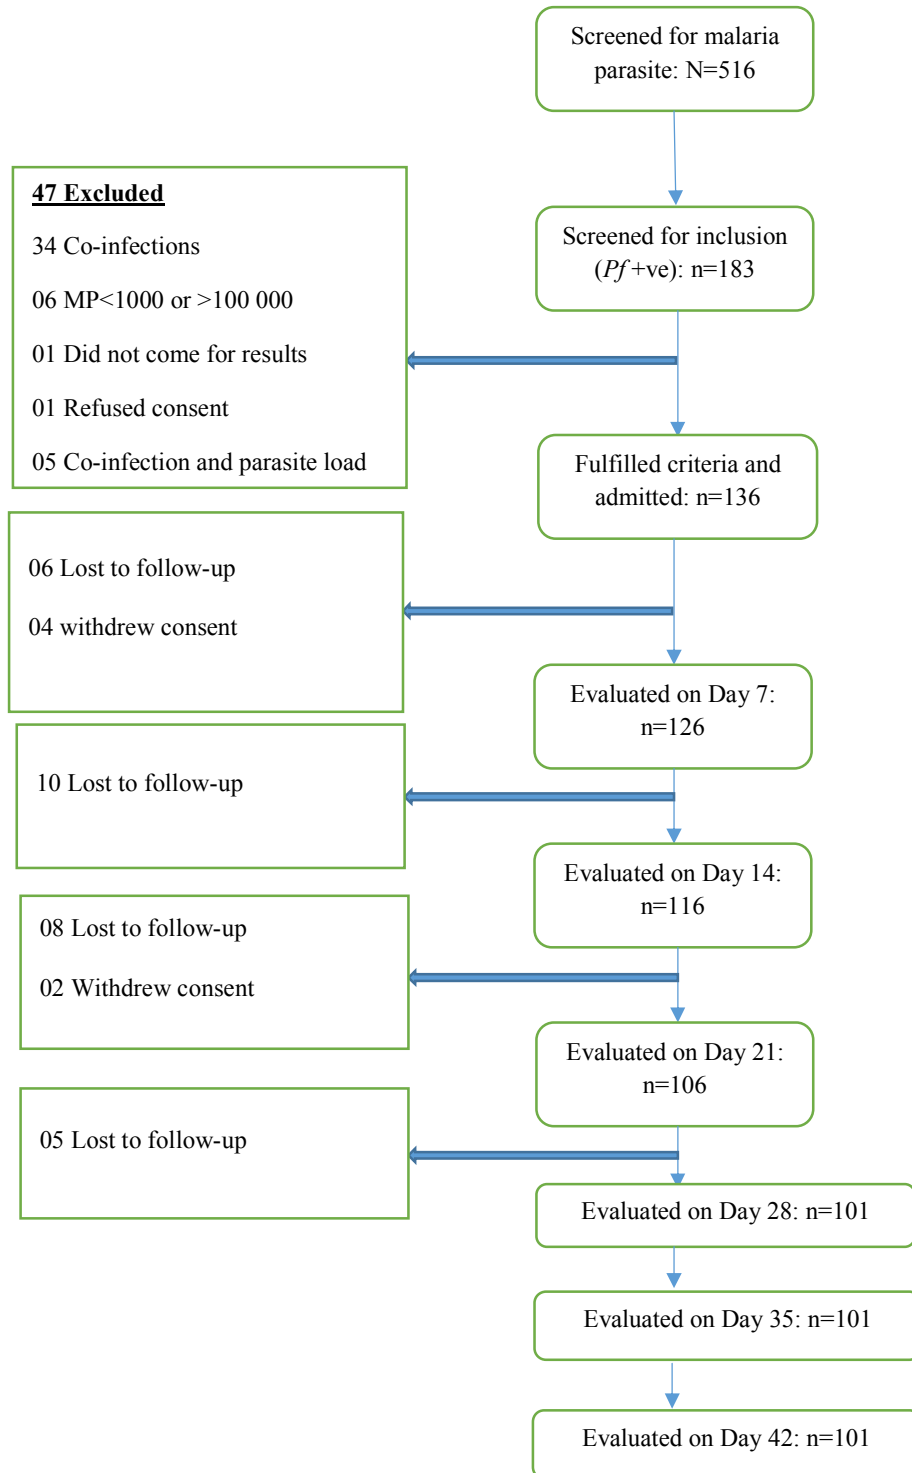 Screened for malaria
parasite: N=516
Screened for inclusion
(Pf +ve): n=183
47 Excluded
34 Co-infections
06 MP<1000 or >100 000
01 Did not come for results
01 Refused consent
05 Co-infection and parasite load
Fulfilled criteria and
admitted: n=136
06 Lost to follow-up
04 withdrew consent
Evaluated on Day 7:
n=126
10 Lost to follow-up
Evaluated on Day 14:
n=116
08 Lost to follow-up
02 Withdrew consent
Evaluated on Day 21:
n=106
05 Lost to follow-up
Evaluated on Day 28: n=101
Evaluated on Day 35: n=101
Evaluated on Day 42: n=101